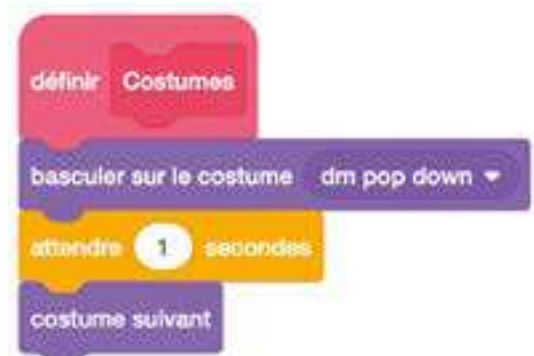 définir Costumes
basculer sur le costume dm pop down
attendre 1 secondes
costume suivant